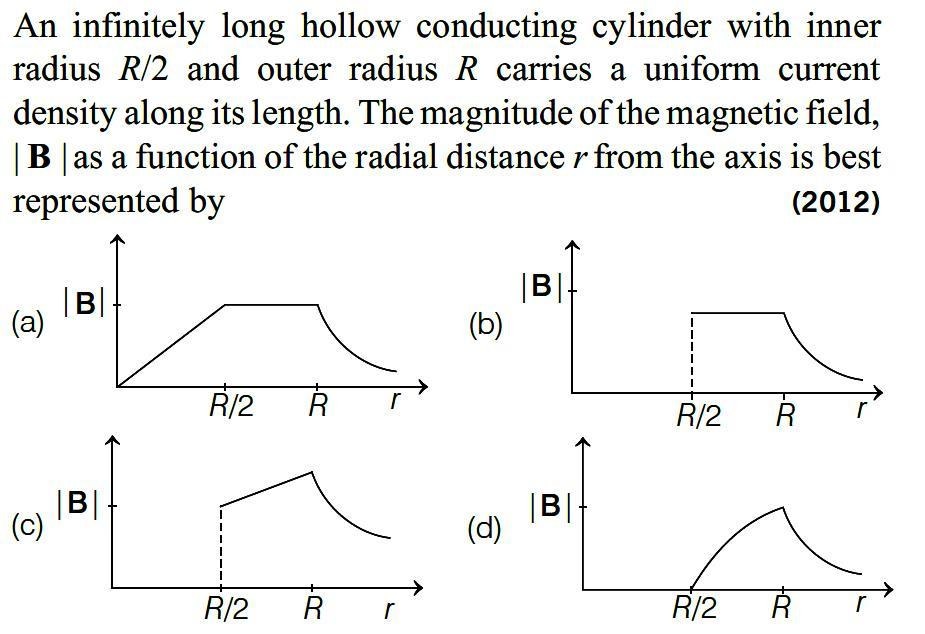 An infinitely long hollow conducting cylinder with inner
radius R/2 and outer radius R carries a uniform current
density along its length. The magnitude of the magnetic field,
| B | as a function of the radial distance r from the axis is best
represented by (2012)
(a) |B| R/2 R r
(b) |B| R/2 R r
(c) |B| R/2 R r
(d) |B| R/2 R r